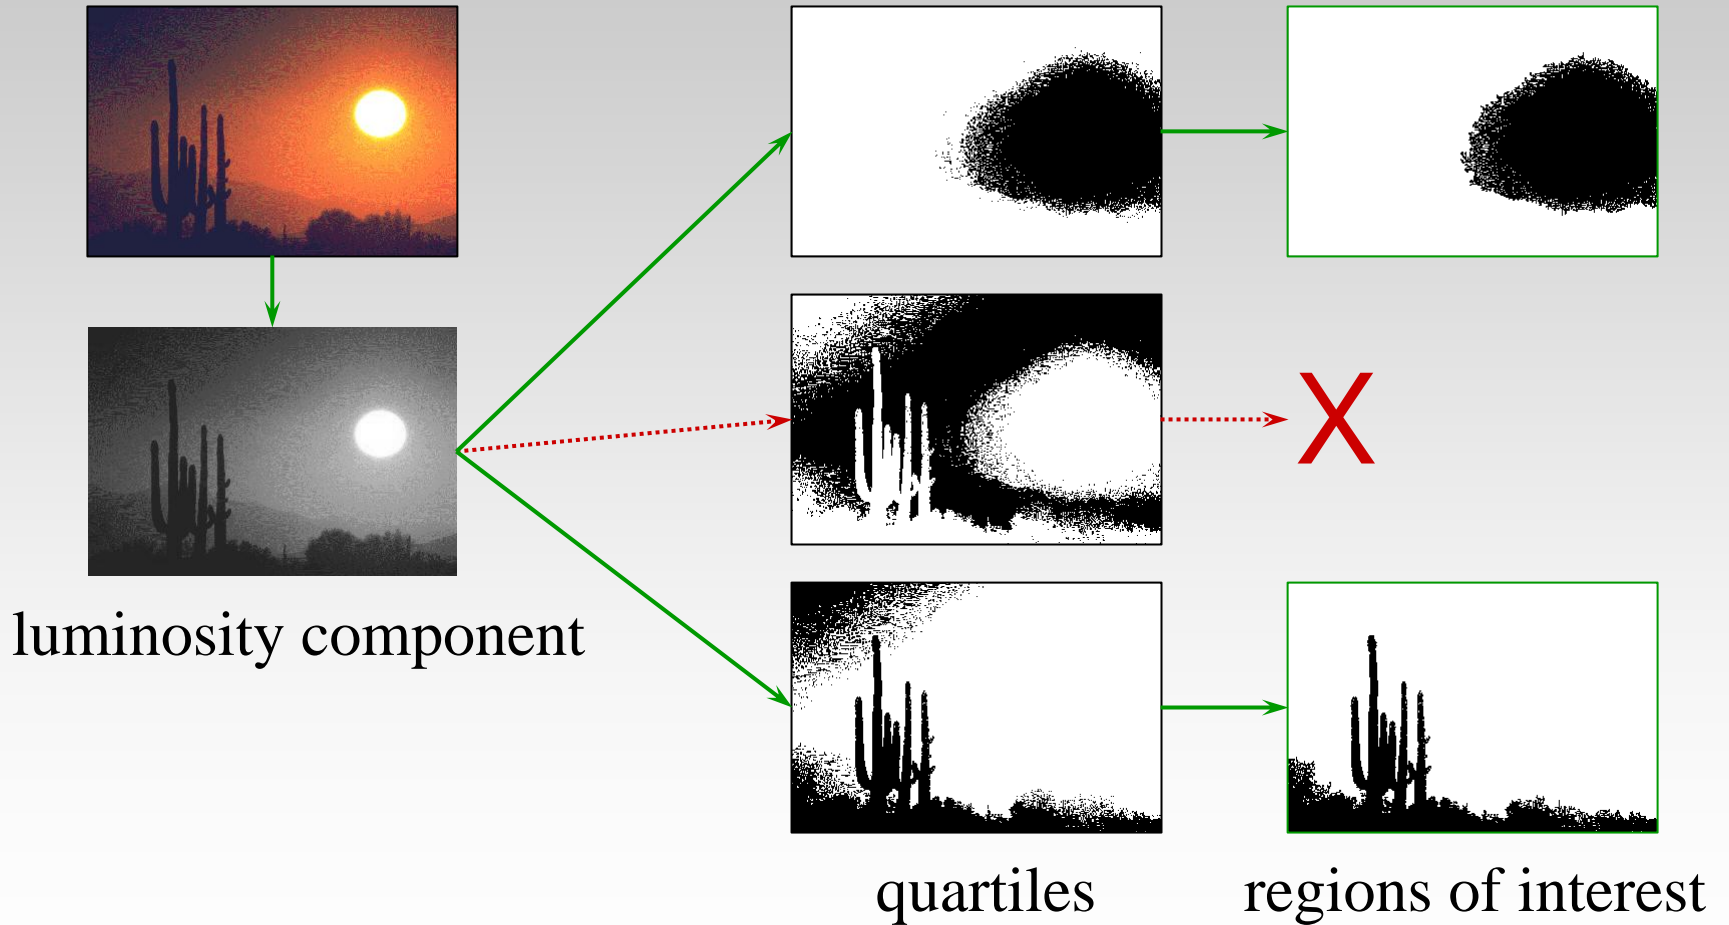 X
luminosity component
quartiles
regions of interest